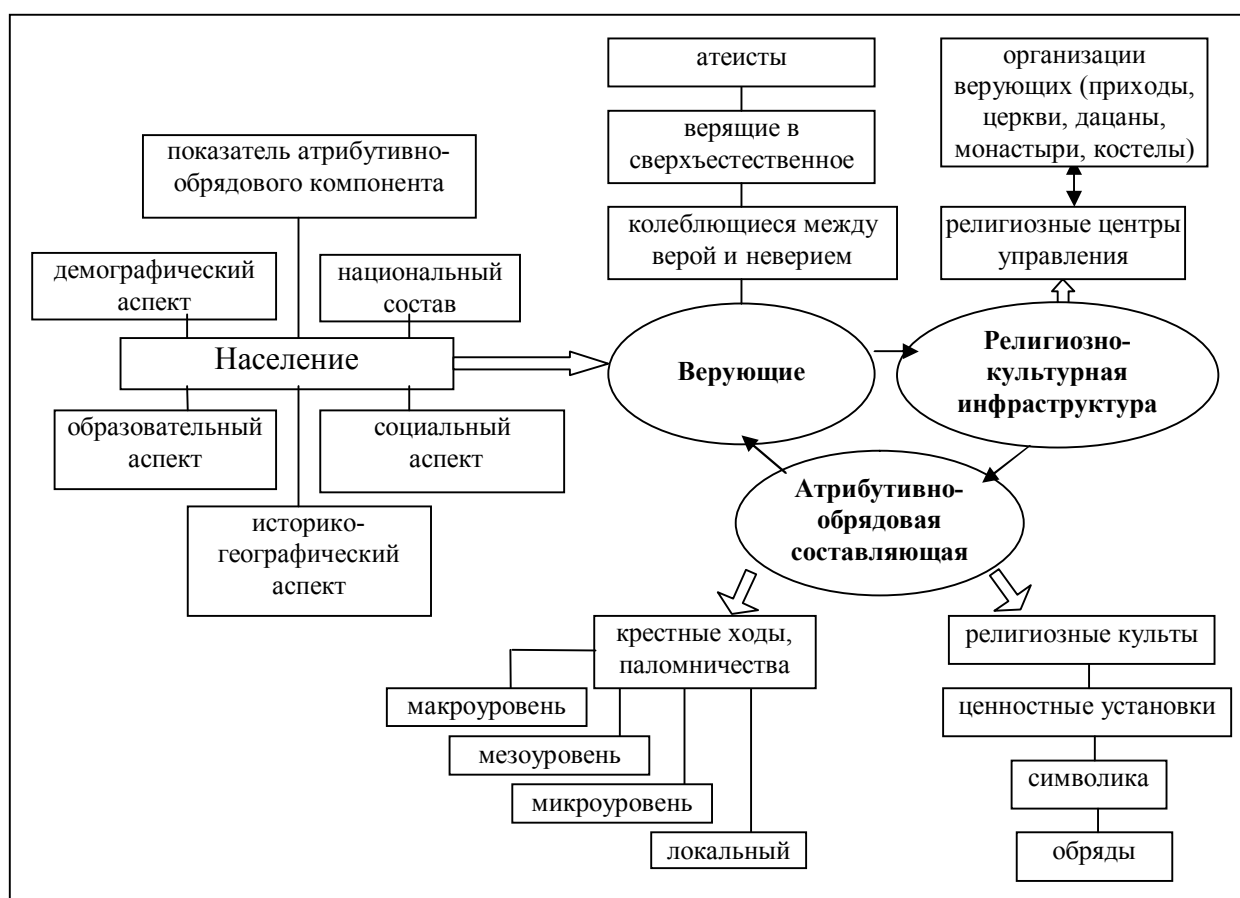 атеисты
организации
верующих (приходы,
церкви, дацаны,
монастыри, костелы)
верящие в
сверхъестественное
показатель атрибутивно-
обрядового компонента
колеблющиеся между
верой и неверием
религиозные центры
управления
демографический
аспект
национальный
состав
Население
Верующие
Религиозно-
культурная
инфраструктура
образовательный
аспект
социальный
аспект
Атрибутивно-
обрядовая
составляющая
историко-
географический
аспект
крестные ходы,
паломничества
религиозные культы
макроуровень
ценностные установки
мезоуровень
символика
микроуровень
локальный
обряды